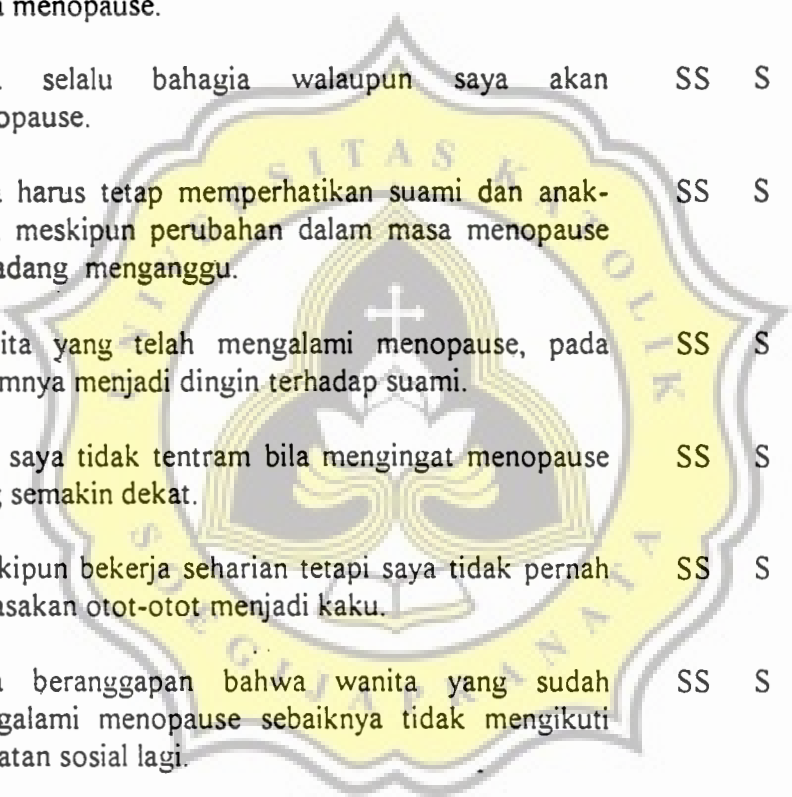 menopause.
selalu bahagia walaupun saya akan SS S
opause.
harus tetap memperhatikan suami dan anak- SS S
meskipun perubahan dalam masa menopause
adang menganggu.
ita yang telah mengalami menopause, pada SS S
mnya menjadi dingin terhadap suami.
saya tidak tentram bila mengingat menopause SS S
semakin dekat.
kipun bekerja seharian tetapi saya tidak pernah SS S
asakan otot-otot menjadi kaku.
beranggapan bahwa wanita yang sudah SS S
galami menopause sebaiknya tidak mengikuti
atan sosial lagi.
UNIVERSITAS KATOLIK
SOEGIJAPRANATA